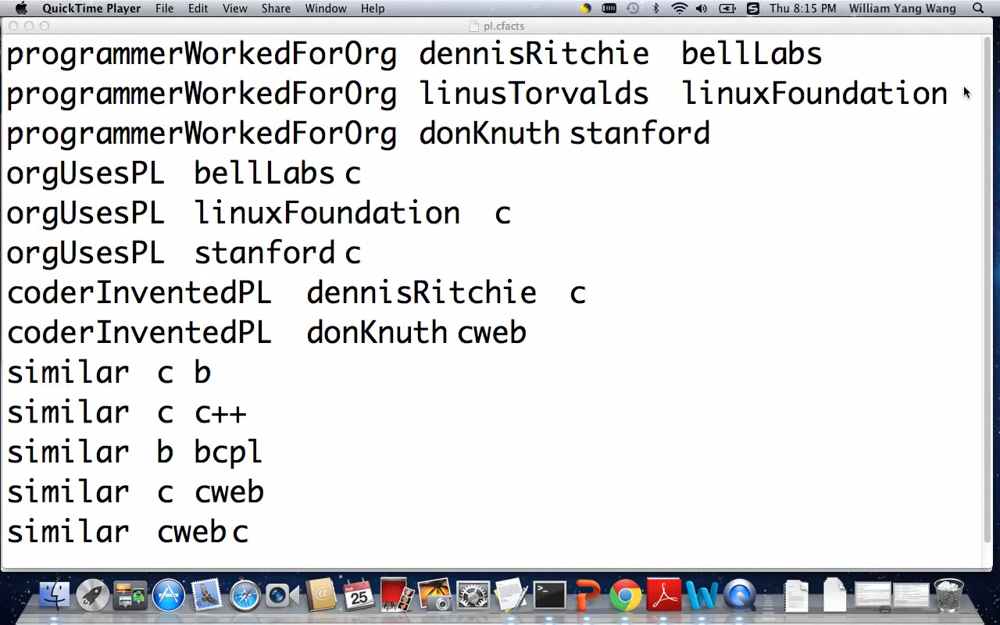 QuickTime Player File Edit View Share Window Help Thu 8:15 PM William Yang Wang
pl.cfacts
programmerWorkedForOrg dennisRitchie bellLabs
programmerWorkedForOrg linusTorvalds linuxFoundation
programmerWorkedForOrg donKnuth stanford
orgUsesPL bellLabs c
orgUsesPL linuxFoundation c
orgUsesPL stanford c
coderInventedPL dennisRitchie c
coderInventedPL donKnuth cweb
similar c b
similar c c++
similar b bcpl
similar c cweb
similar cweb c
FEB
25